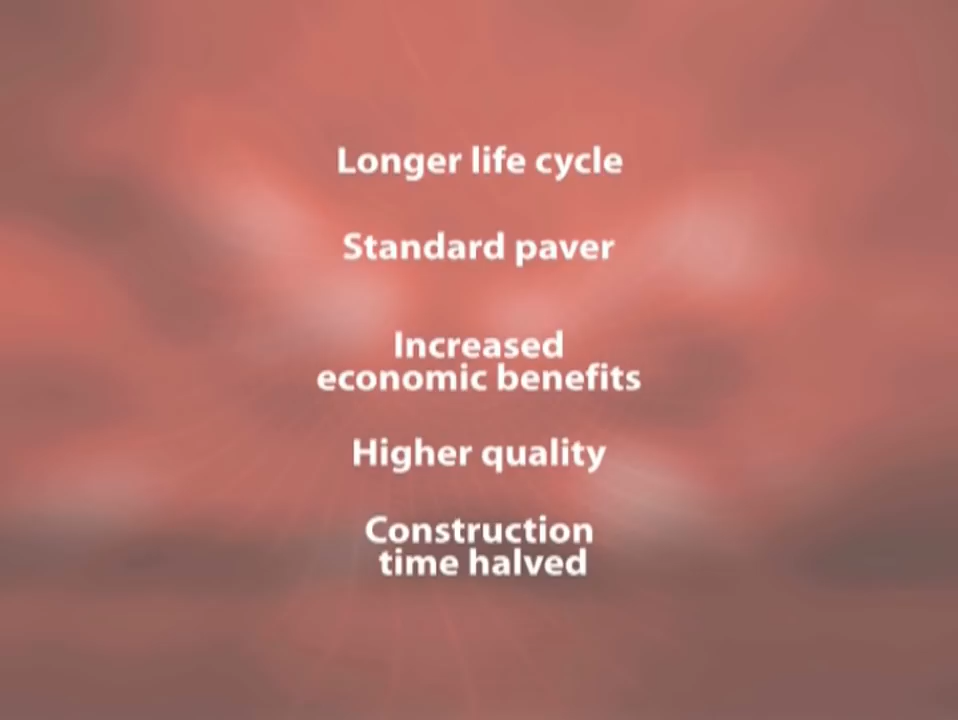 Longer life cycle
Standard paver
Increased
economic benefits
Higher quality
Construction
time halved